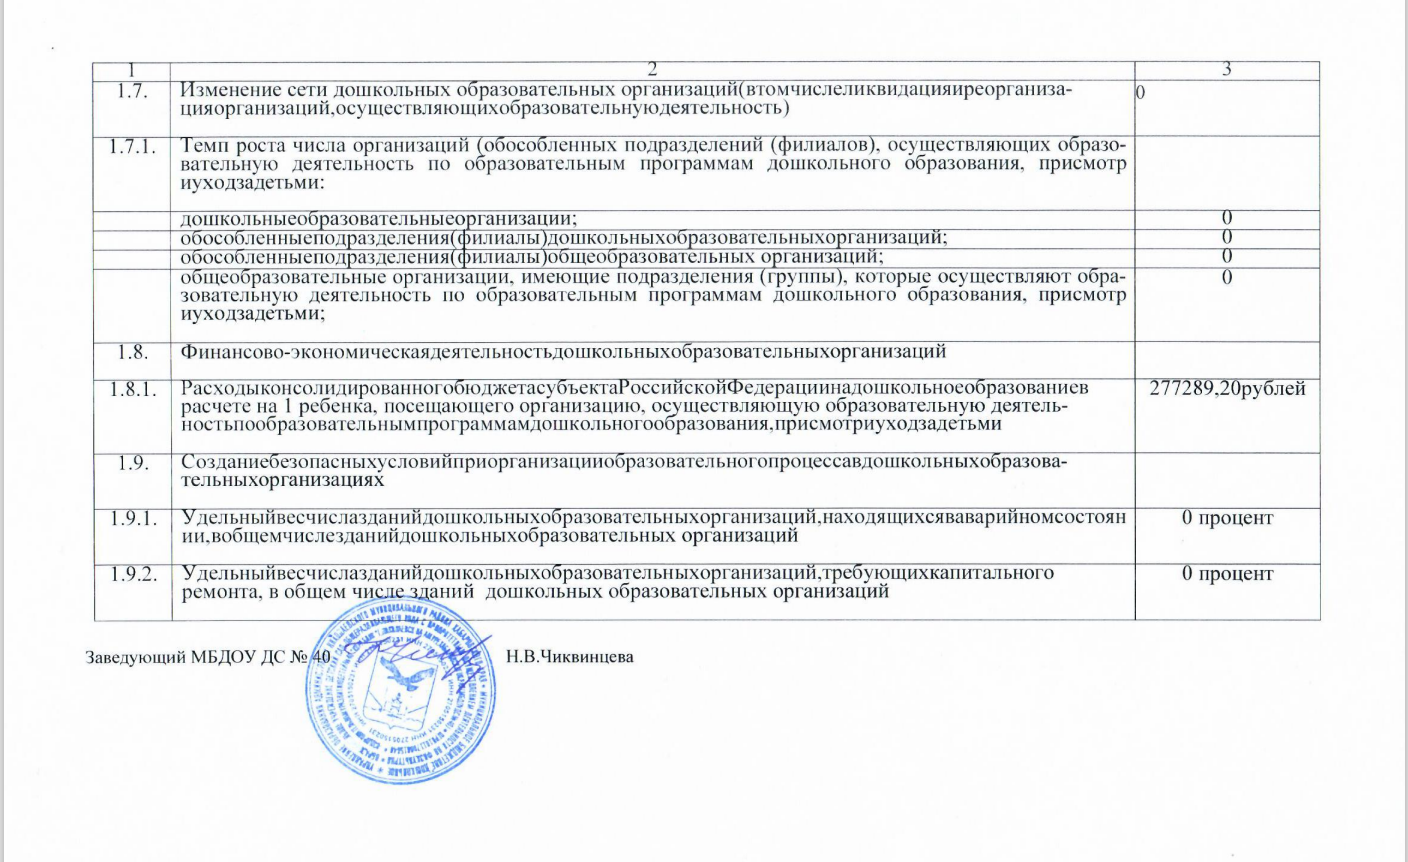 1 2 3
1.7. Изменение сети дошкольных образовательных организаций(втомчислеликвидацияиреорганиза- 0
цияорганизаций,осуществляющихобразовательнуюдеятельность)
1.7.1. Темп роста числа организаций (обособленных подразделений (филиалов), осуществляющих образо-
вательную деятельность по образовательным программам дошкольного образования, присмотр
иуходзадетьми:
дошкольныеобразовательныеорганизации; 0
обособленныеподразделения(филиалы)дошкольныхобразовательныхорганизаций; 0
обособленныеподразделения(филиалы)общеобразовательных организаций; 0
общеобразовательные организации, имеющие подразделения (группы), которые осуществляют обра- 0
зовательную деятельность по образовательным программам дошкольного образования, присмотр
иуходзадетьми;
1.8. Финансово-экономическаядеятельностьдошкольныхобразовательныхорганизаций
1.8.1. РасходыконсолидированногобюджетасубъектаРоссийскойФедерациинадошкольноеобразованиев 277289,20рублей
расчете на 1 ребенка, посещающего организацию, осуществляющую образовательную деятель-
ностьпообразовательнымпрограммамдошкольногообразования,присмотриуходзадетьми
1.9. Созданиебезопасныхусловийприорганизацииобразовательногопроцессавдошкольныхобразова-
тельныхорганизациях
1.9.1. Удельныйвесчислазданийдошкольныхобразовательныхорганизаций,находящихсявaварийномсостоян 0 процент
ии,вобщемчислезданийдошкольныхобразовательных организаций
1.9.2. Удельныйвесчислазданийдошкольныхобразовательныхорганизаций,требующихкапитального 0 процент
ремонта, в общем числе зданий дошкольных образовательных организаций
Заведующий МБДОУ ДС № 40 Н.В.Чиквинцева